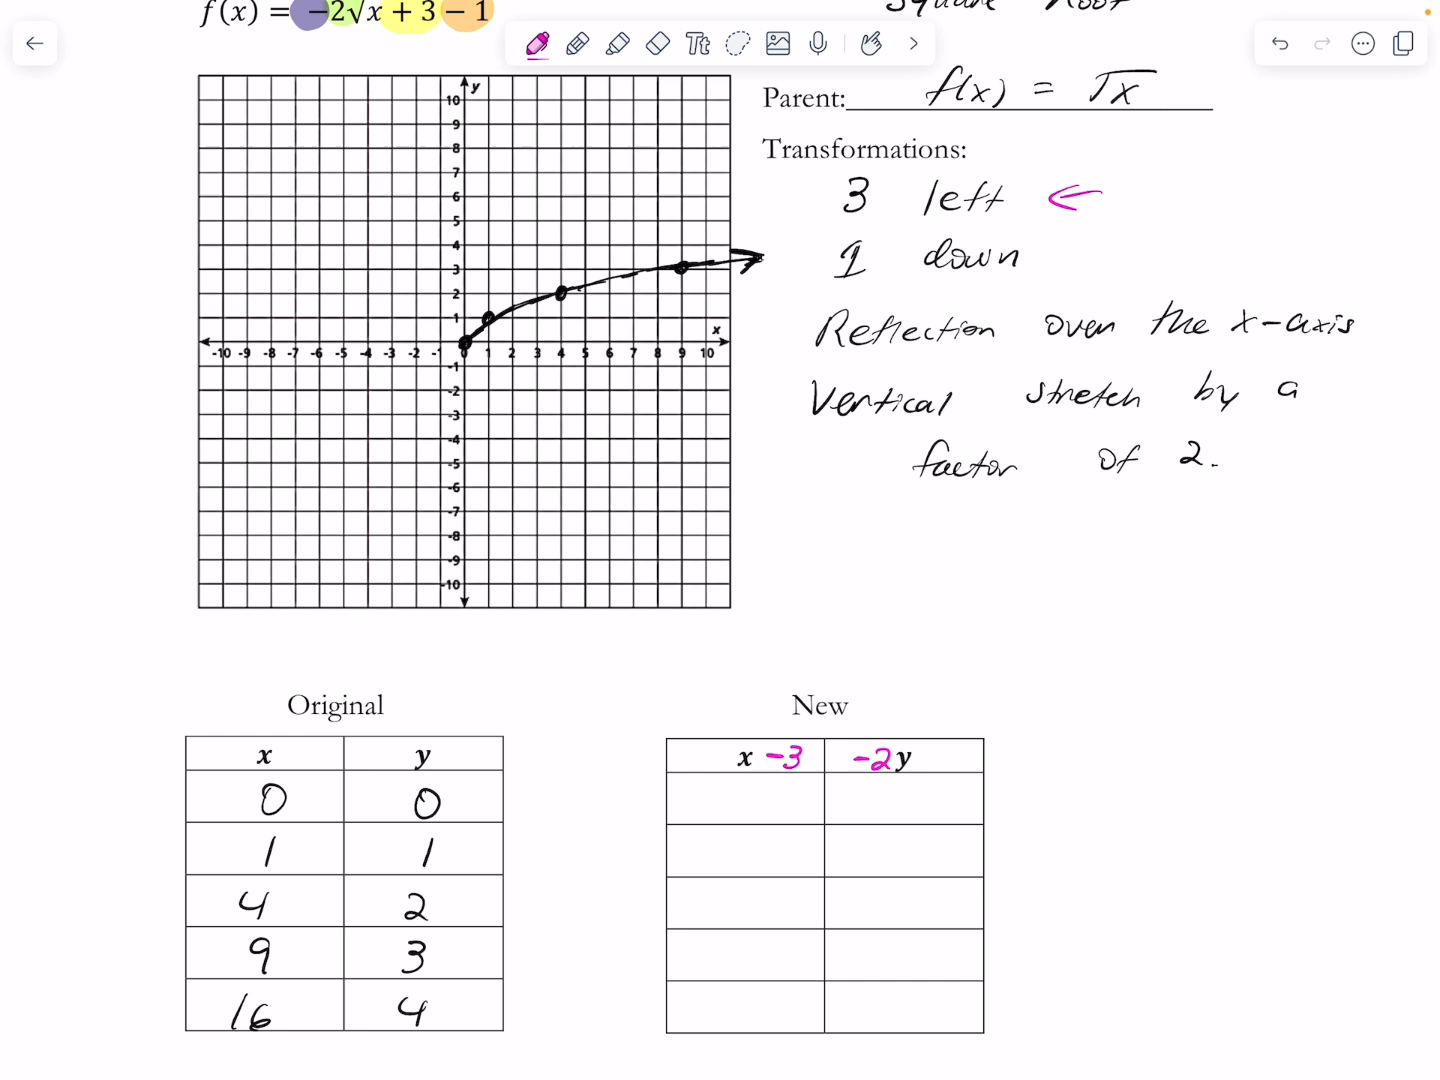 f(x) = −2√x + 3 − 1
Square Root
Tt
Parent: f(x) = √x
Transformations:
3 left ←
1 down
Reflection over the x-axis
Vertical stretch by a
factor of 2.
y
10
9
8
7
6
5
4
3
2
1
x
-10 -9 -8 -7 -6 -5 -4 -3 -2 -1 0 1 2 3 4 5 6 7 8 9 10
-1
-2
-3
-4
-5
-6
-7
-8
-9
-10
Original
x y
0 0
1 1
4 2
9 3
16 4
New
x -3 -2y